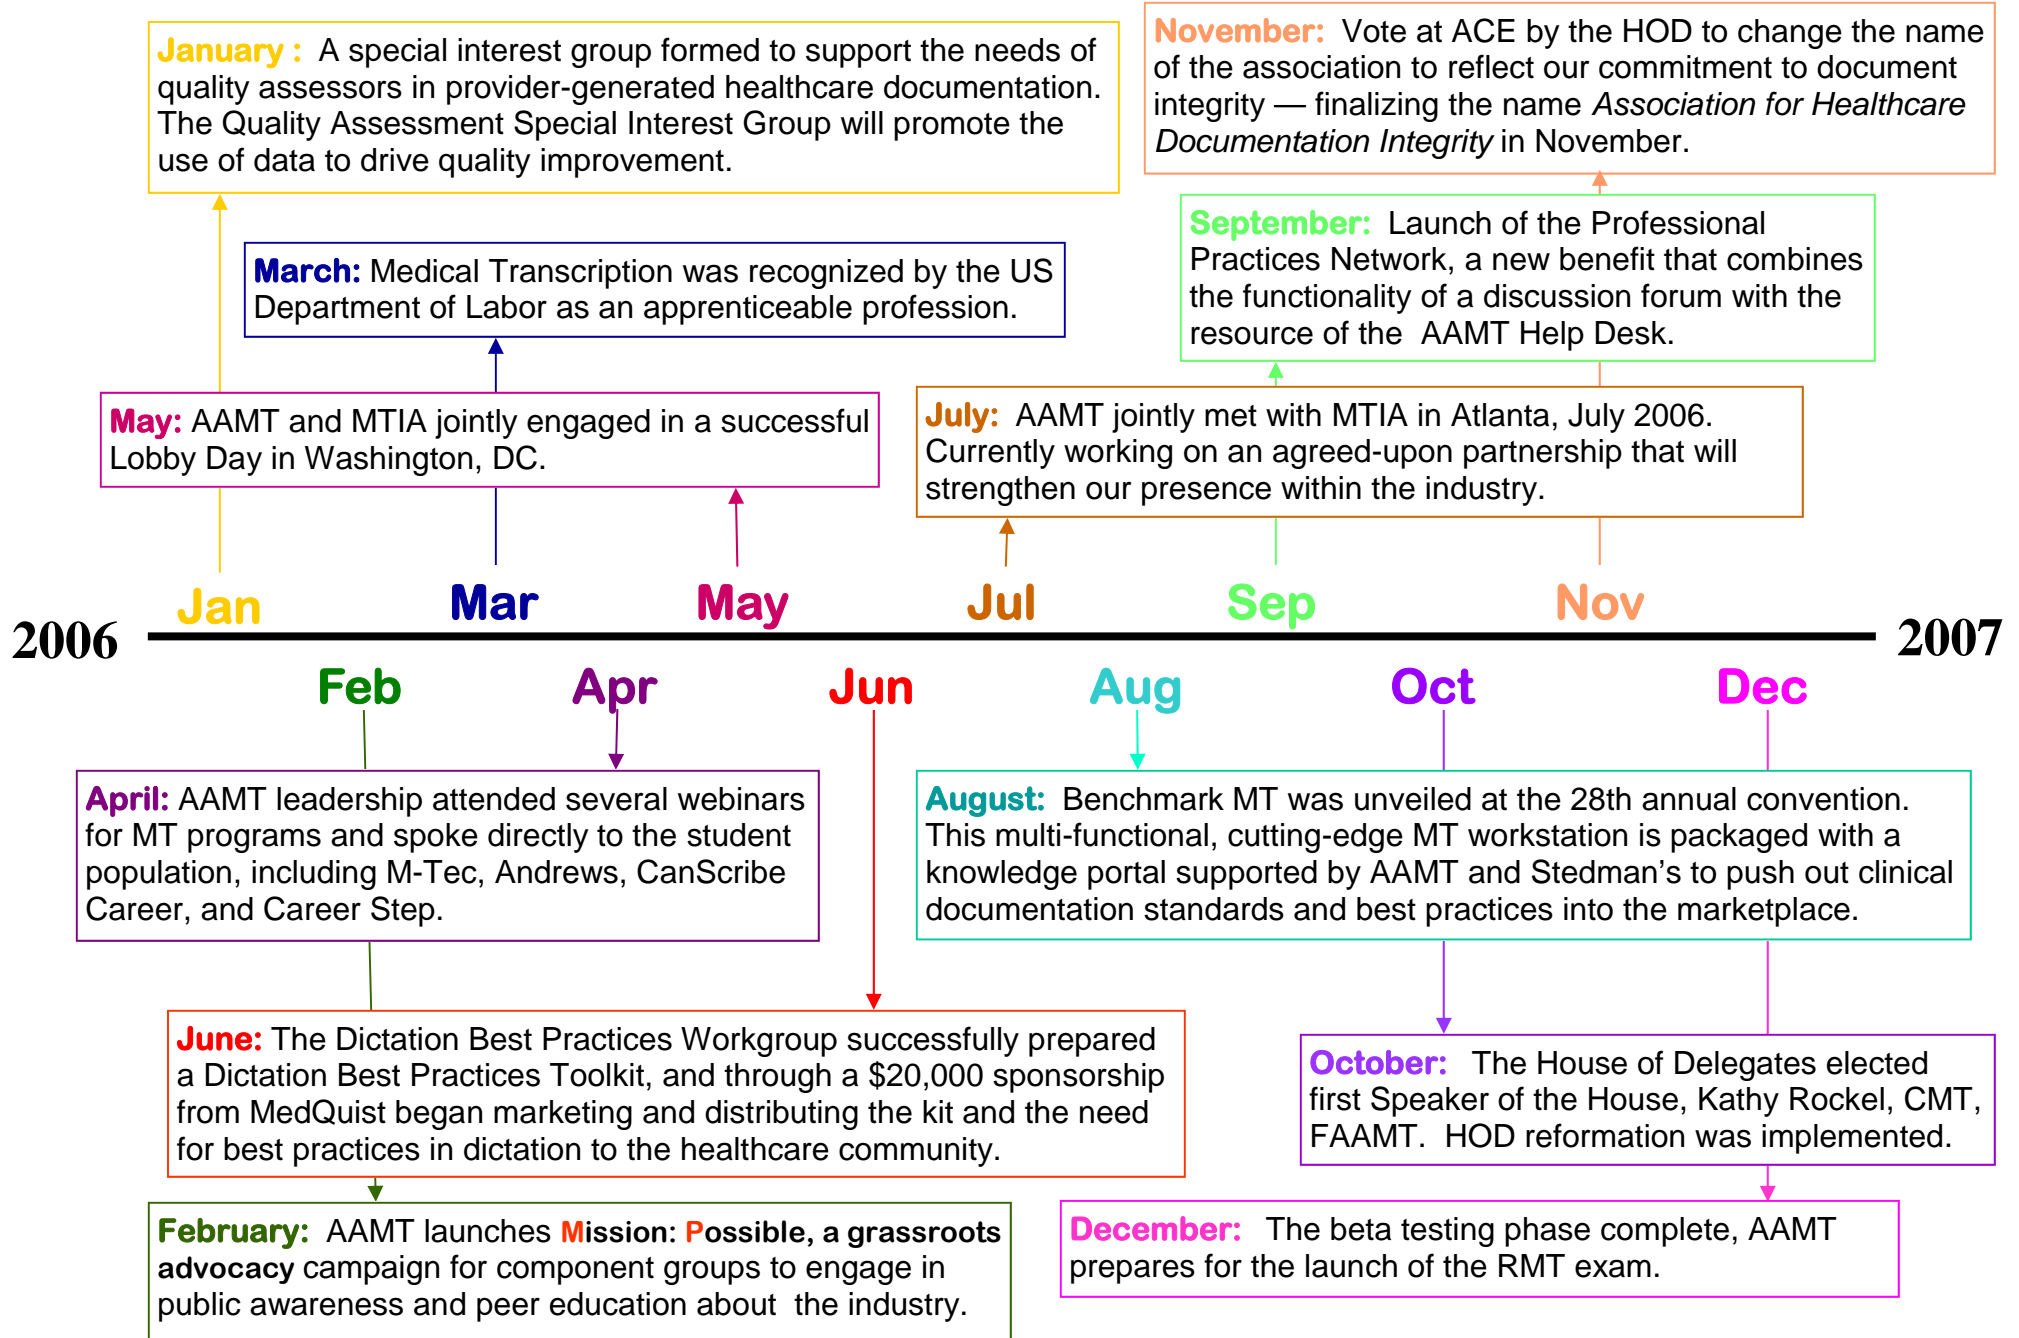 January :  A special interest group formed to support the needs of
quality assessors in provider-generated healthcare documentation.
The Quality Assessment Special Interest Group will promote the
use of data to drive quality improvement.
November:  Vote at ACE by the HOD to change the name
of the association to reflect our commitment to document
integrity — finalizing the name Association for Healthcare
Documentation Integrity in November.
March: Medical Transcription was recognized by the US
Department of Labor as an apprenticeable profession.
September:  Launch of the Professional
Practices Network, a new benefit that combines
the functionality of a discussion forum with the
resource of the  AAMT Help Desk.
May: AAMT and MTIA jointly engaged in a successful
Lobby Day in Washington, DC.
July:  AAMT jointly met with MTIA in Atlanta, July 2006.
Currently working on an agreed-upon partnership that will
strengthen our presence within the industry.
Jan Mar May Jul Sep Nov
2006 2007
Feb Apr Jun Aug Oct Dec
April: AAMT leadership attended several webinars
for MT programs and spoke directly to the student
population, including M-Tec, Andrews, CanScribe
Career, and Career Step.
August:  Benchmark MT was unveiled at the 28th annual convention.
This multi-functional, cutting-edge MT workstation is packaged with a
knowledge portal supported by AAMT and Stedman’s to push out clinical
documentation standards and best practices into the marketplace.
June: The Dictation Best Practices Workgroup successfully prepared
a Dictation Best Practices Toolkit, and through a $20,000 sponsorship
from MedQuist began marketing and distributing the kit and the need
for best practices in dictation to the healthcare community.
October:  The House of Delegates elected
first Speaker of the House, Kathy Rockel, CMT,
FAAMT.  HOD reformation was implemented.
February:  AAMT launches Mission: Possible, a grassroots
advocacy campaign for component groups to engage in
public awareness and peer education about  the industry.
December:  The beta testing phase complete, AAMT
prepares for the launch of the RMT exam.